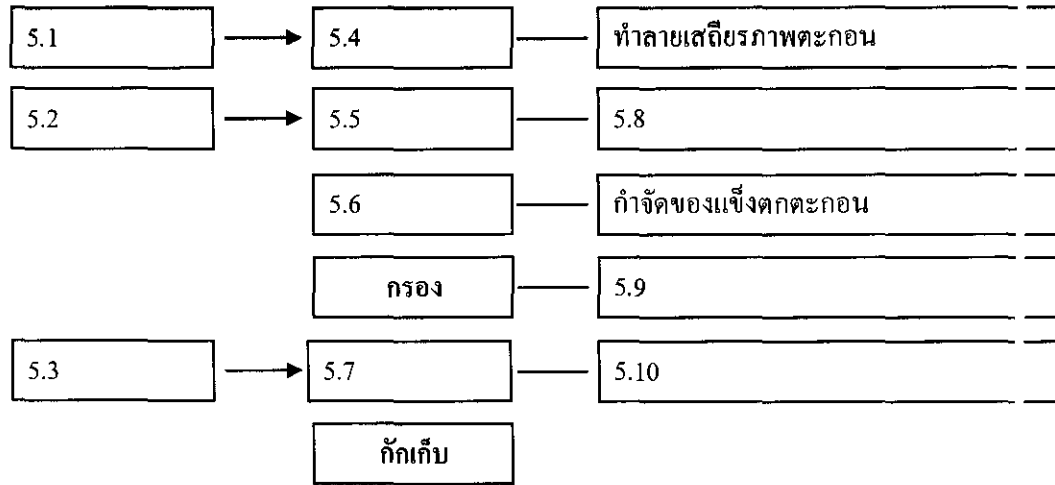 5.1 5.4 ทำลายเสถียรภาพตะกอน
5.2 5.5 5.8
5.6 กำจัดของแข็งตกตะกอน
กรอง 5.9
5.3 5.7 5.10
กักเก็บ